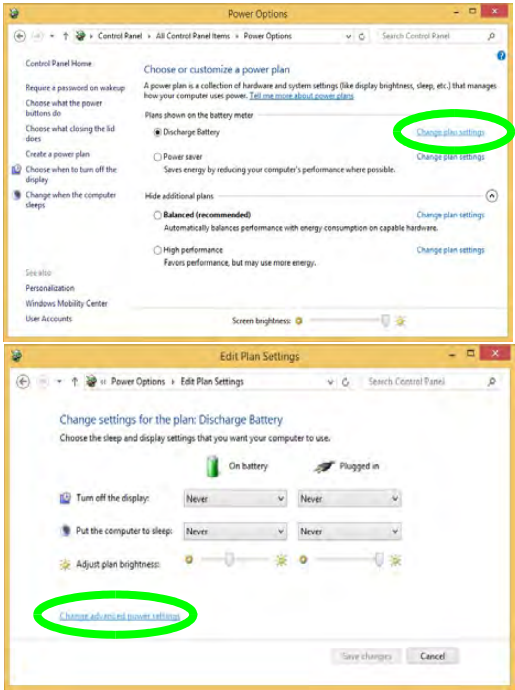 Power Options
Control Panel > All Control Panel Items > Power Options
Search Control Panel
Control Panel Home
Choose or customize a power plan
Require a password on wakeup
A power plan is a collection of hardware and system settings (like display brightness, sleep, etc.) that manages
how your computer uses power. Tell me more about power plans
Choose what the power
buttons do
Plans shown on the battery meter
Choose what closing the lid
does
Discharge Battery
Change plan settings
Create a power plan
Power saver
Change plan settings
Choose when to turn off the
display
Saves energy by reducing your computer's performance where possible.
Change when the computer
sleeps
Hide additional plans
Balanced (recommended)
Change plan settings
Automatically balances performance with energy consumption on capable hardware.
High performance
Change plan settings
Favors performance, but may use more energy.
See also
Personalization
Windows Mobility Center
User Accounts
Screen brightness:
Edit Plan Settings
« Power Options > Edit Plan Settings
Search Control Panel
Change settings for the plan: Discharge Battery
Choose the sleep and display settings that you want your computer to use.
On battery
Plugged in
Turn off the display:
Never
Never
Put the computer to sleep:
Never
Never
Adjust plan brightness:
Change advanced power settings
Save changes
Cancel